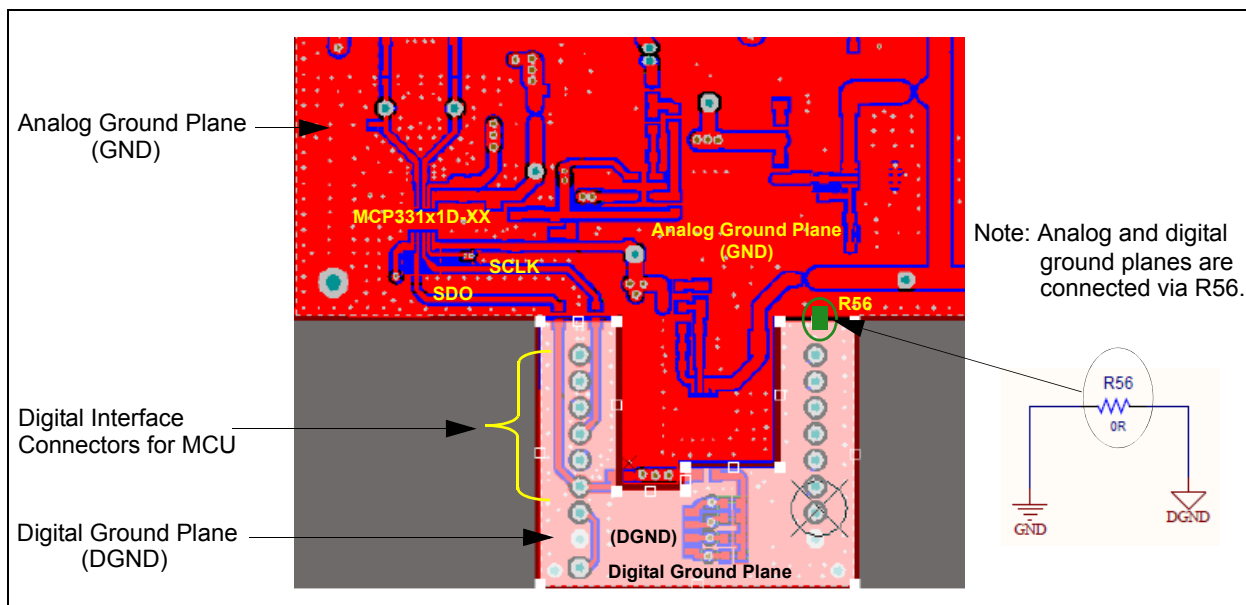 Analog Ground Plane
(GND)
MCP331x1D-XX
Analog Ground Plane
(GND)
SCLK
SDO
R56
Note: Analog and digital
ground planes are
connected via R56.
R56
0R
GND
DGND
Digital Interface
Connectors for MCU
Digital Ground Plane
(DGND)
(DGND)
Digital Ground Plane